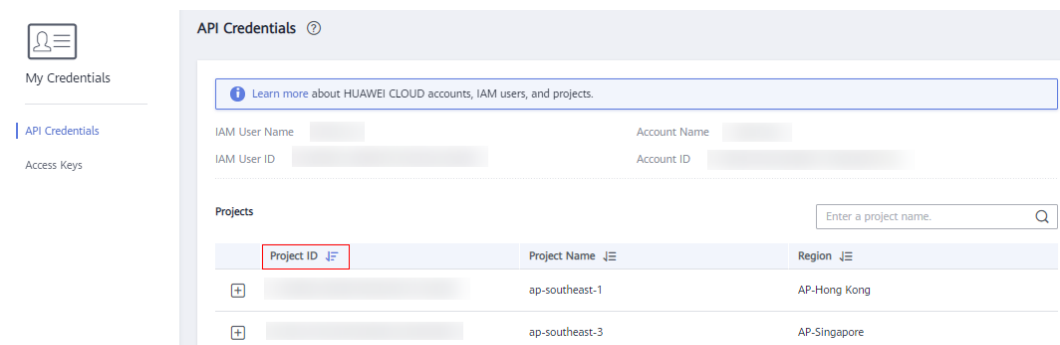 API Credentials
My Credentials
API Credentials
Access Keys
Learn more about HUAWEI CLOUD accounts, IAM users, and projects.
IAM User Name Account Name
IAM User ID Account ID
Projects
Enter a project name.
Project ID Project Name Region
ap-southeast-1 AP-Hong Kong
ap-southeast-3 AP-Singapore